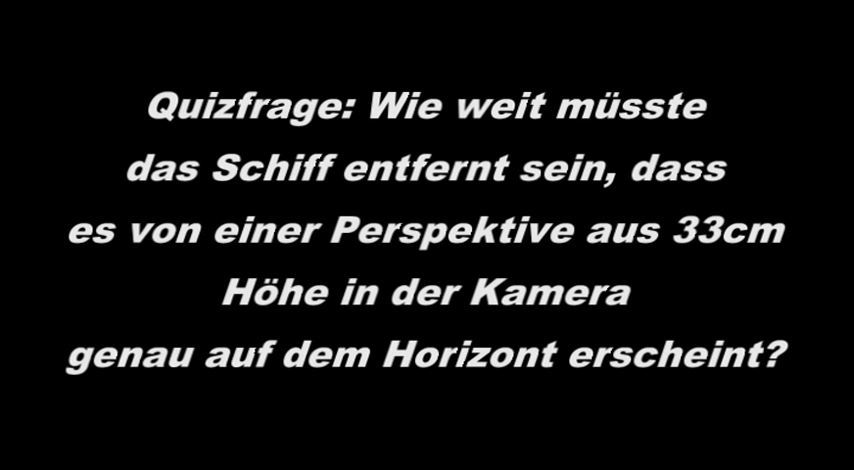 Quizfrage: Wie weit müsste
das Schiff entfernt sein, dass
es von einer Perspektive aus 33cm
Höhe in der Kamera
genau auf dem Horizont erscheint?